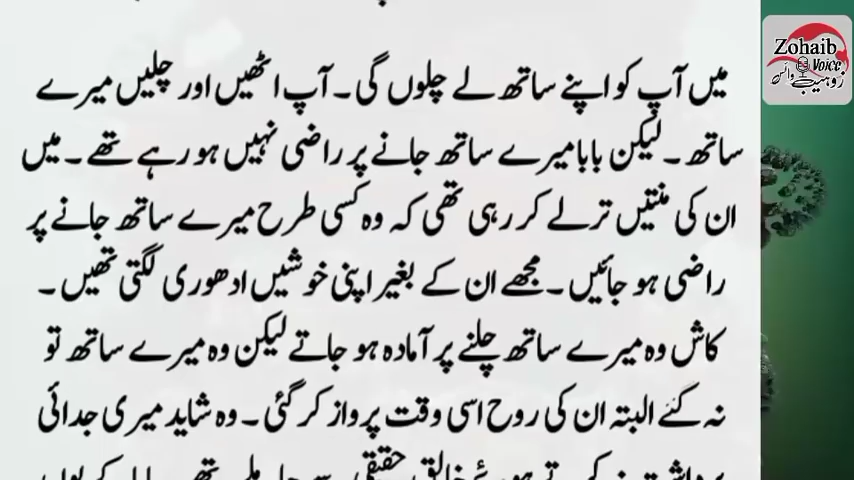 میں آپ کو اپنے ساتھ لے چلوں گی۔ آپ اٹھیں اور چلیں میرے
ساتھ۔ لیکن بابا میرے ساتھ جانے پر راضی نہیں ہو رہے تھے۔ میں
ان کی منتیں ترلے کر رہی تھی کہ وہ کسی طرح میرے ساتھ جانے پر
راضی ہو جائیں۔ مجھے ان کے بغیر اپنی خوشیں ادھوری لگتی تھیں۔
کاش وہ میرے ساتھ چلنے پر آمادہ ہو جاتے لیکن وہ میرے ساتھ تو
نہ گئے البتہ ان کی روح اسی وقت پرواز کر گئی۔ وہ شاید میری جدائی
Zohaib
Voice
زوہیب وائس